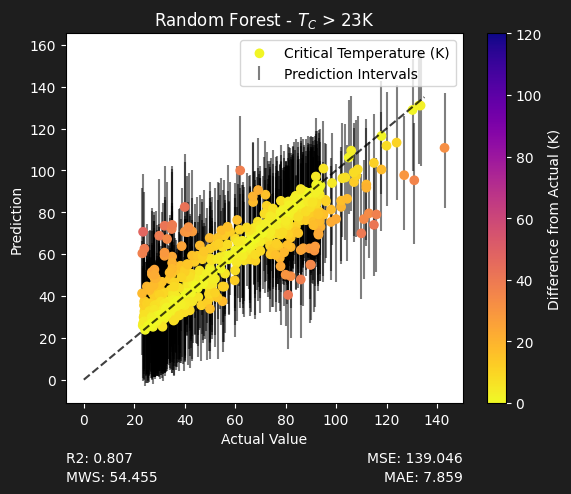 Random Forest - T_C > 23K
Critical Temperature (K)
Prediction Intervals
160
140
120
100
80
60
40
20
0
Prediction
0 20 40 60 80 100 120 140
Actual Value
120
100
80
60
40
20
0
Difference from Actual (K)
R2: 0.807 MSE: 139.046
MWS: 54.455 MAE: 7.859